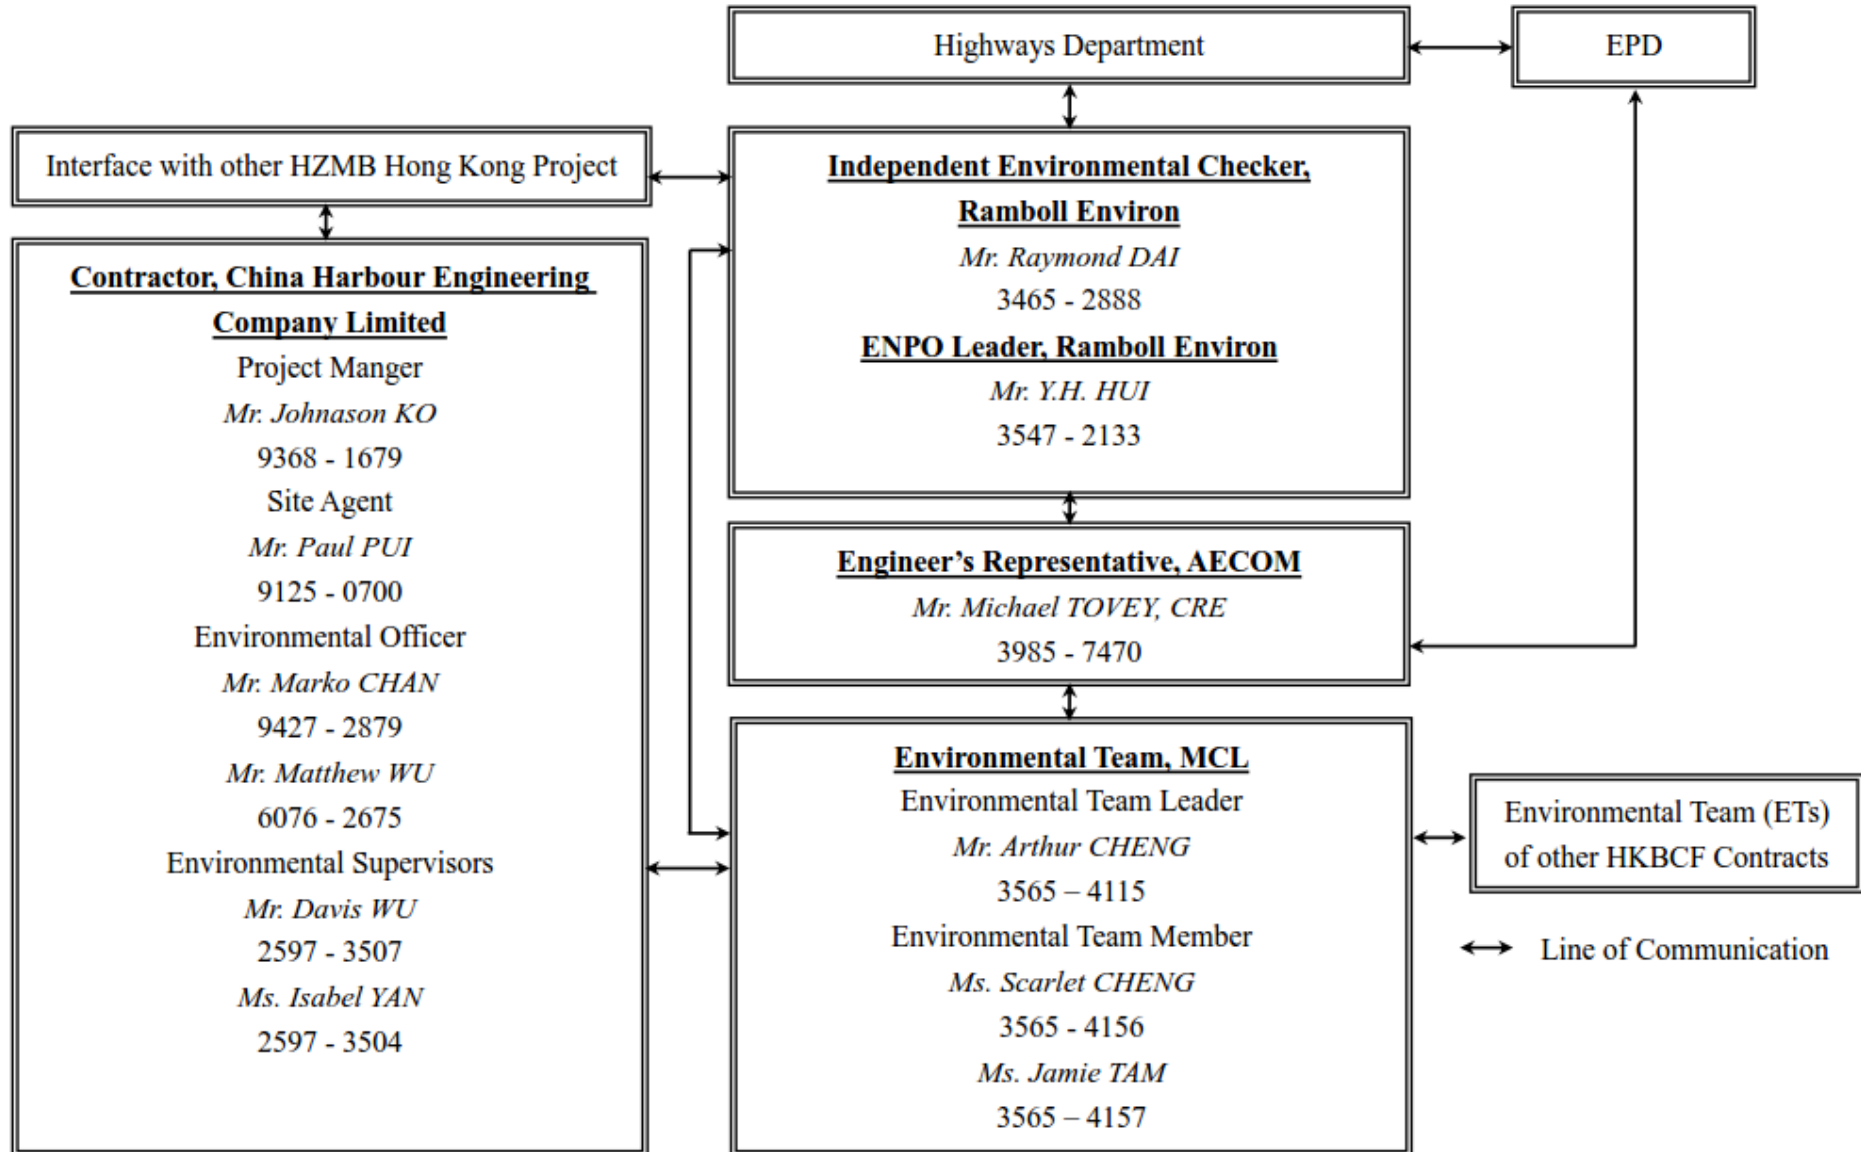 Highways Department
EPD
Interface with other HZMB Hong Kong Project
Independent Environmental Checker,
Ramboll Environ
Mr. Raymond DAI
3465 - 2888
ENPO Leader, Ramboll Environ
Mr. Y.H. HUI
3547 - 2133
Contractor, China Harbour Engineering
Company Limited
Project Manger
Mr. Johnason KO
9368 - 1679
Site Agent
Mr. Paul PUI
9125 - 0700
Environmental Officer
Mr. Marko CHAN
9427 - 2879
Mr. Matthew WU
6076 - 2675
Environmental Supervisors
Mr. Davis WU
2597 - 3507
Ms. Isabel YAN
2597 - 3504
Engineer’s Representative, AECOM
Mr. Michael TOVEY, CRE
3985 - 7470
Environmental Team, MCL
Environmental Team Leader
Mr. Arthur CHENG
3565 – 4115
Environmental Team Member
Ms. Scarlet CHENG
3565 - 4156
Ms. Jamie TAM
3565 – 4157
Environmental Team (ETs)
of other HKBCF Contracts
Line of Communication